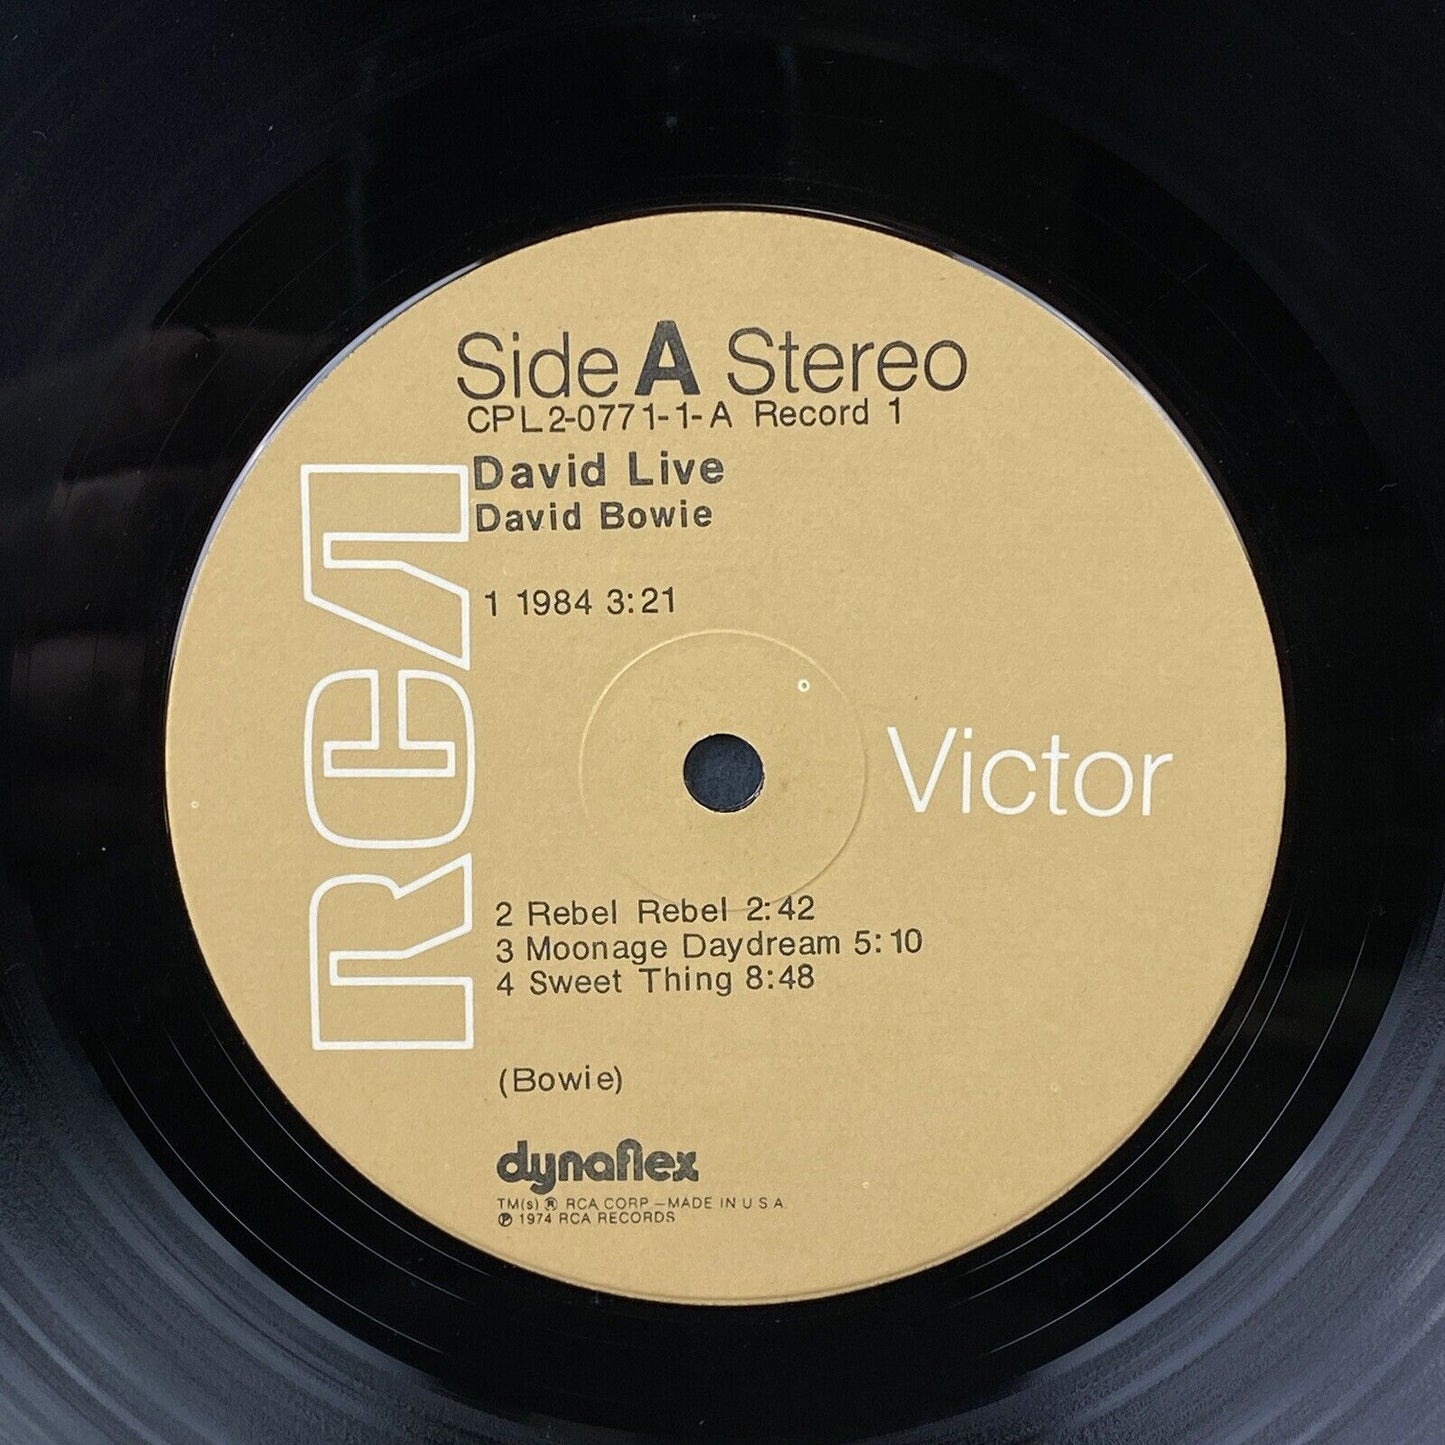 Side A Stereo
CPL2-0771-1-A Record 1
David Live
David Bowie
1 1984 3:21
RCA
Victor
2 Rebel Rebel 2:42
3 Moonage Daydream 5:10
4 Sweet Thing 8:48
(Bowie)
dynaflex
TM(s) ® RCA CORP.—MADE IN U.S.A.
℗ 1974 RCA RECORDS